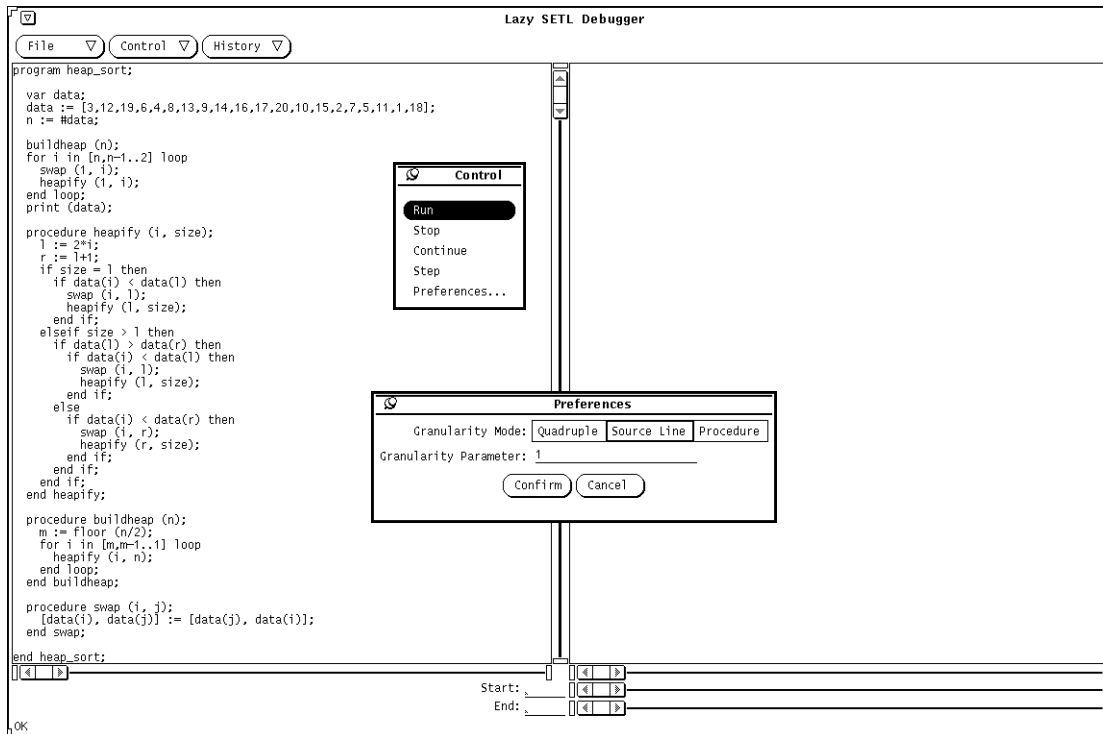 Lazy SETL Debugger
File Control History
program heap_sort;
var data;
data := [3,12,19,6,4,8,13,9,14,16,17,20,10,15,2,7,5,11,1,18];
n := #data;
buildheap (n);
for i in [n,n-1..2] loop
swap (1, i);
heapify (1, i);
end loop;
print (data);
procedure heapify (i, size);
l := 2*i;
r := l+1;
if size = l then
if data(i) < data(l) then
swap (i, l);
heapify (l, size);
end if;
elseif size > l then
if data(l) > data(r) then
if data(i) < data(l) then
swap (i, l);
heapify (l, size);
end if;
else
if data(i) < data(r) then
swap (i, r);
heapify (r, size);
end if;
end if;
end if;
end heapify;
procedure buildheap (n);
m := floor (n/2);
for i in [m,m-1..1] loop
heapify (i, n);
end loop;
end buildheap;
procedure swap (i, j);
[data(i), data(j)] := [data(j), data(i)];
end swap;
end heap_sort;
Control
Run
Stop
Continue
Step
Preferences...
Preferences
Granularity Mode: Quadruple Source Line Procedure
Granularity Parameter: 1
Confirm Cancel
Start:
End:
OK